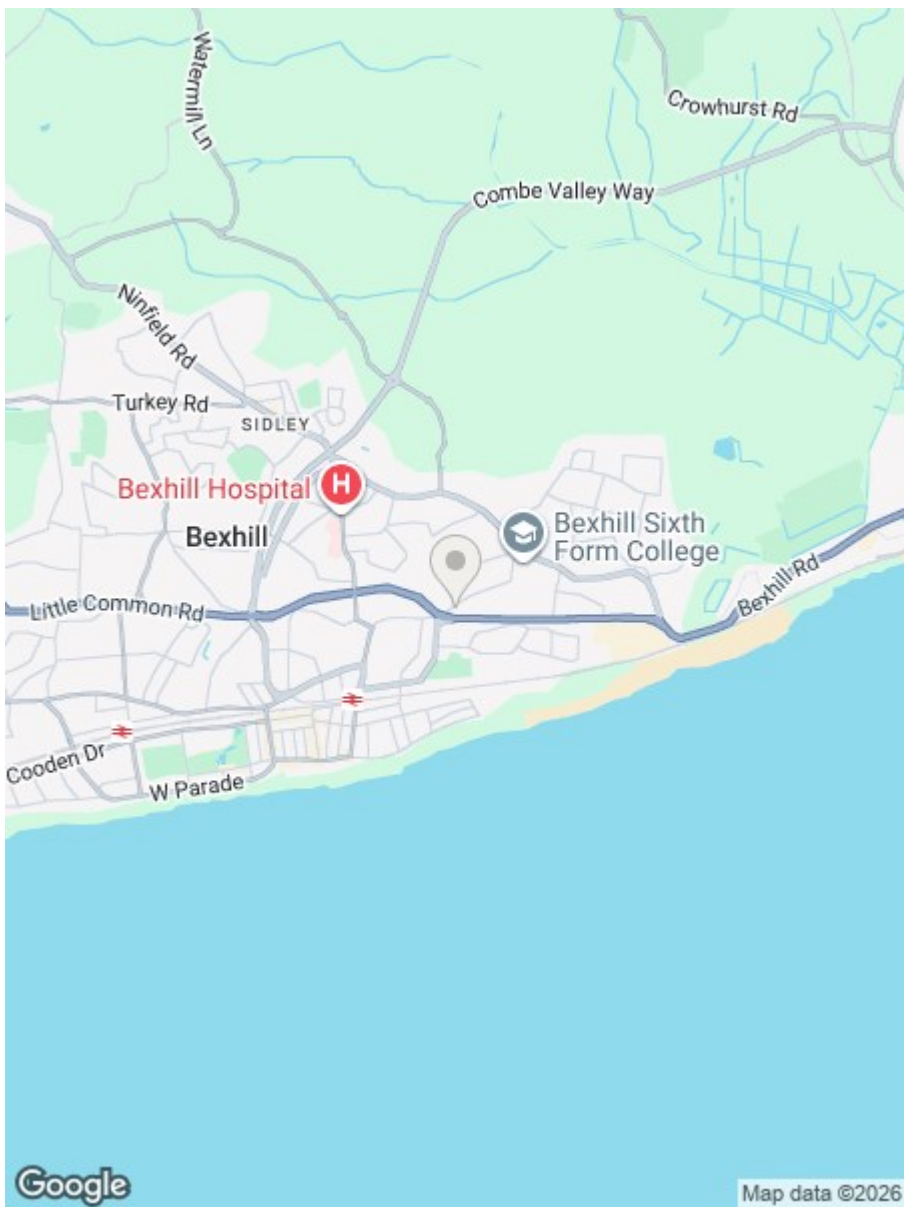 Watermill Ln
Crowhurst Rd
Combe Valley Way
Ninfield Rd
Turkey Rd
SIDLEY
Bexhill Hospital
H
Bexhill
Bexhill Sixth
Form College
Little Common Rd
Bexhill Rd
Cooden Dr
W Parade
Google
Map data ©2026